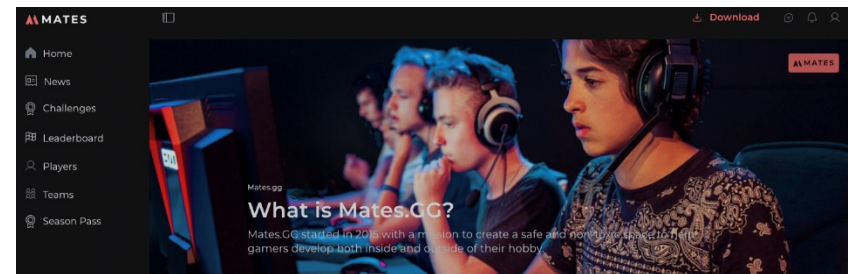 MATES
Download
Home
News
Challenges
Leaderboard
Players
Teams
Season Pass
MATES
Mates.gg
What is Mates.GG?
Mates.GG started in 2015 with a mission to create a safe and non-toxic space to help
gamers develop both inside and outside of their hobby.